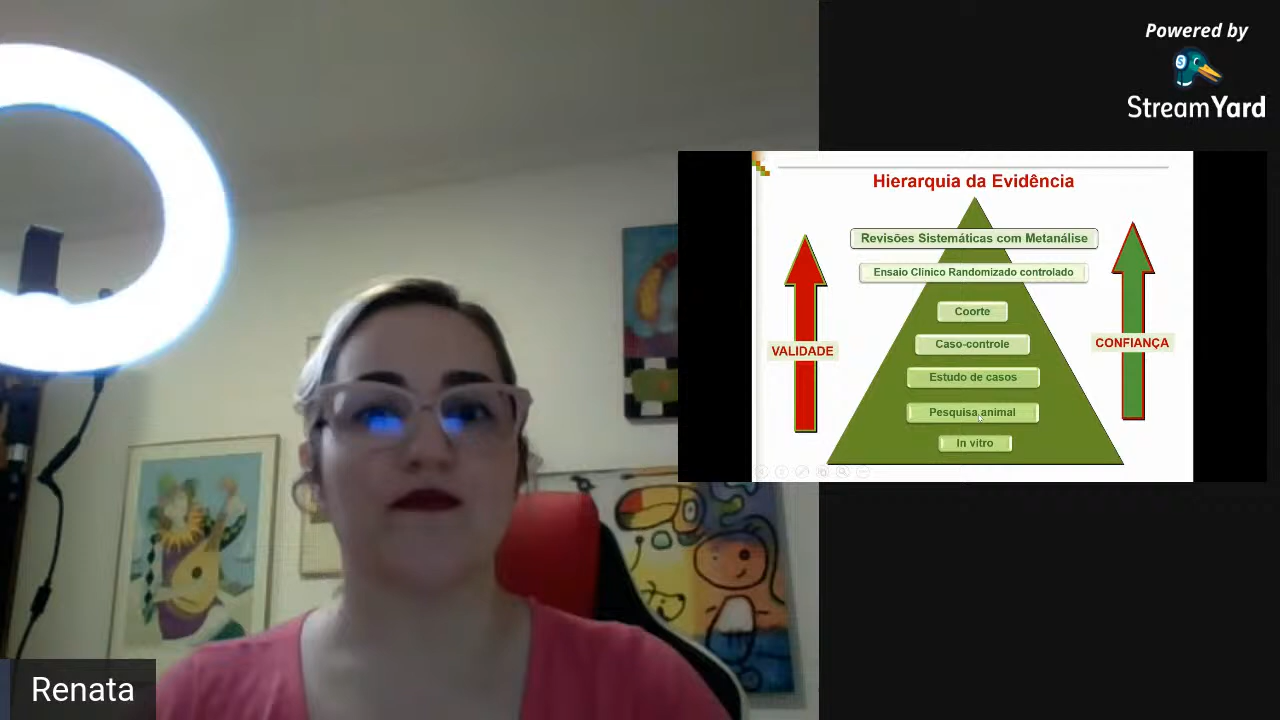 Powered by
StreamYard
Hierarquia da Evidência
Revisões Sistemáticas com Metanálise
Ensaio Clínico Randomizado controlado
Coorte
Caso-controle
Estudo de casos
Pesquisa animal
In vitro
VALIDADE
CONFIANÇA
Renata